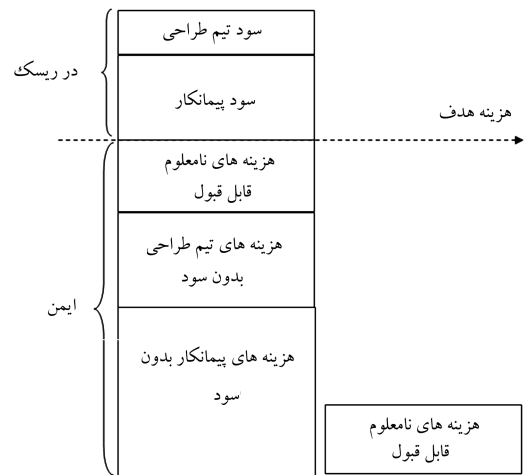 سود تیم طراحی
در ریسک
سود پیمانکار
هزینه هدف
هزینه های نامعلوم
قابل قبول
هزینه های تیم طراحی
بدون سود
ایمن
هزینه های پیمانکار بدون
سود
هزینه های نامعلوم
قابل قبول